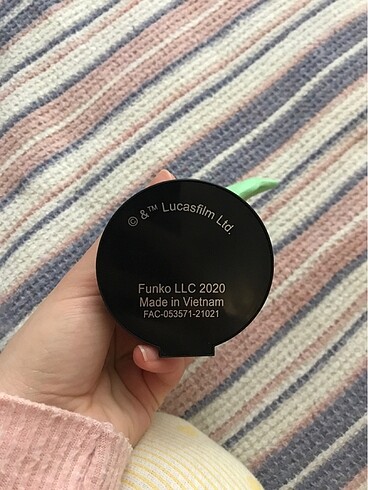 © &™ Lucasfilm Ltd.
Funko LLC 2020
Made in Vietnam
FAC-053571-21021